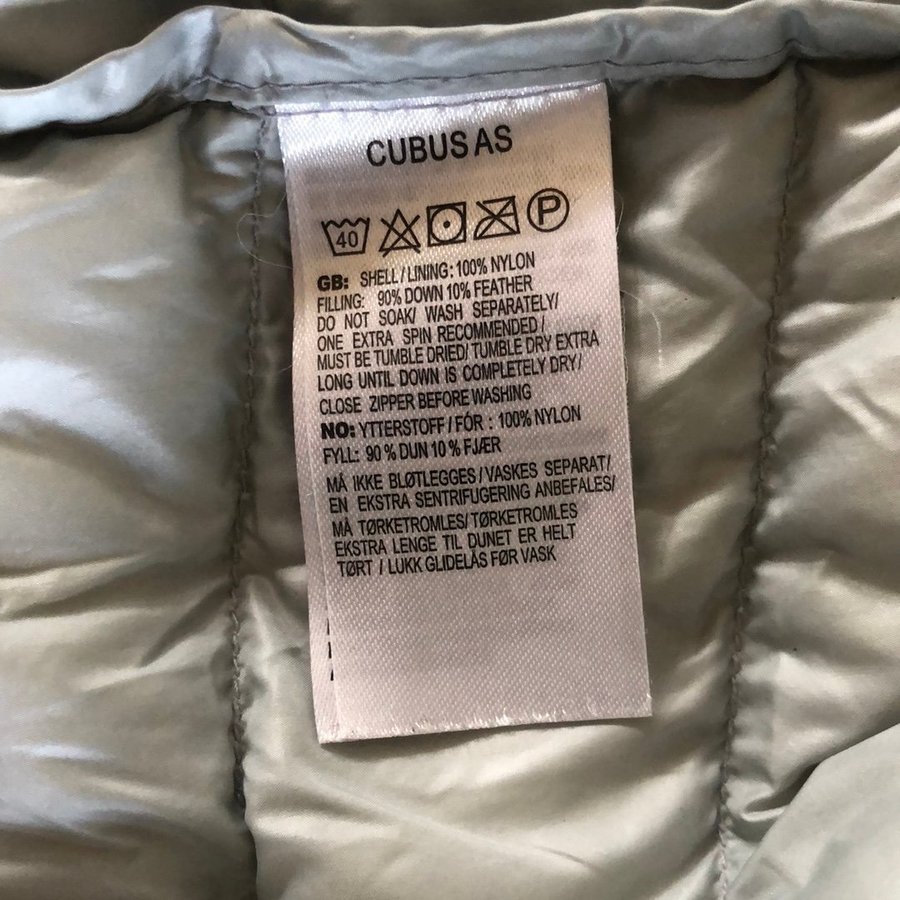 CUBUS AS
40 P
GB: SHELL / LINING: 100% NYLON
FILLING: 90% DOWN 10% FEATHER
DO NOT SOAK/ WASH SEPARATELY/
ONE EXTRA SPIN RECOMMENDED /
MUST BE TUMBLE DRIED/ TUMBLE DRY EXTRA
LONG UNTIL DOWN IS COMPLETELY DRY /
CLOSE ZIPPER BEFORE WASHING
NO: YTTERSTOFF / FÓR : 100% NYLON
FYLL: 90 % DUN 10 % FJÆR
MÅ IKKE BLØTLEGGES / VASKES SEPARAT/
EN EKSTRA SENTRIFUGERING ANBEFALES/
MÅ TØRKETROMLES/ TØRKETROMLES
EKSTRA LENGE TIL DUNET ER HELT
TØRT / LUKK GLIDELÅS FØR VASK